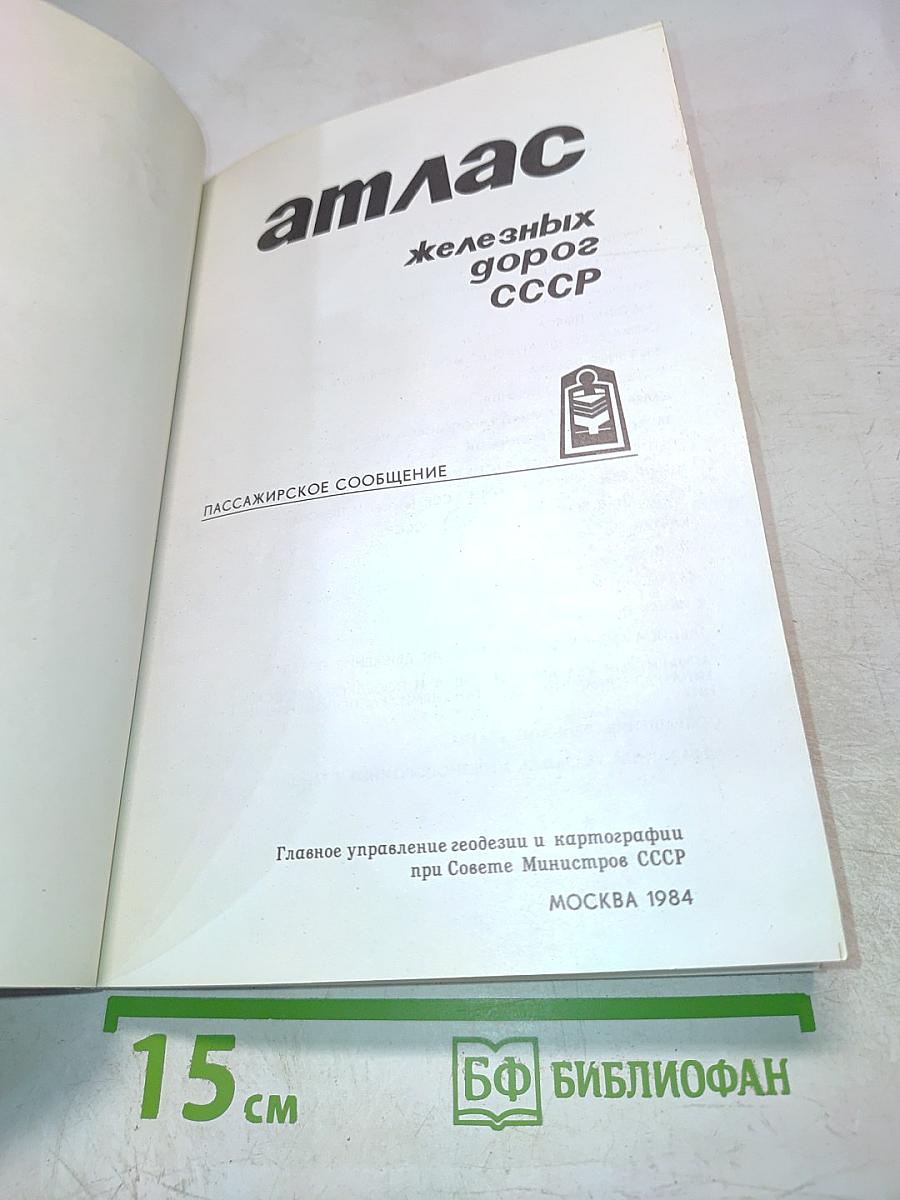 атлас
железных
дорог
СССР
ПАССАЖИРСКОЕ СООБЩЕНИЕ
Главное управление геодезии и картографии
при Совете Министров СССР
МОСКВА 1984
15 см
БФ БИБЛИОФАН